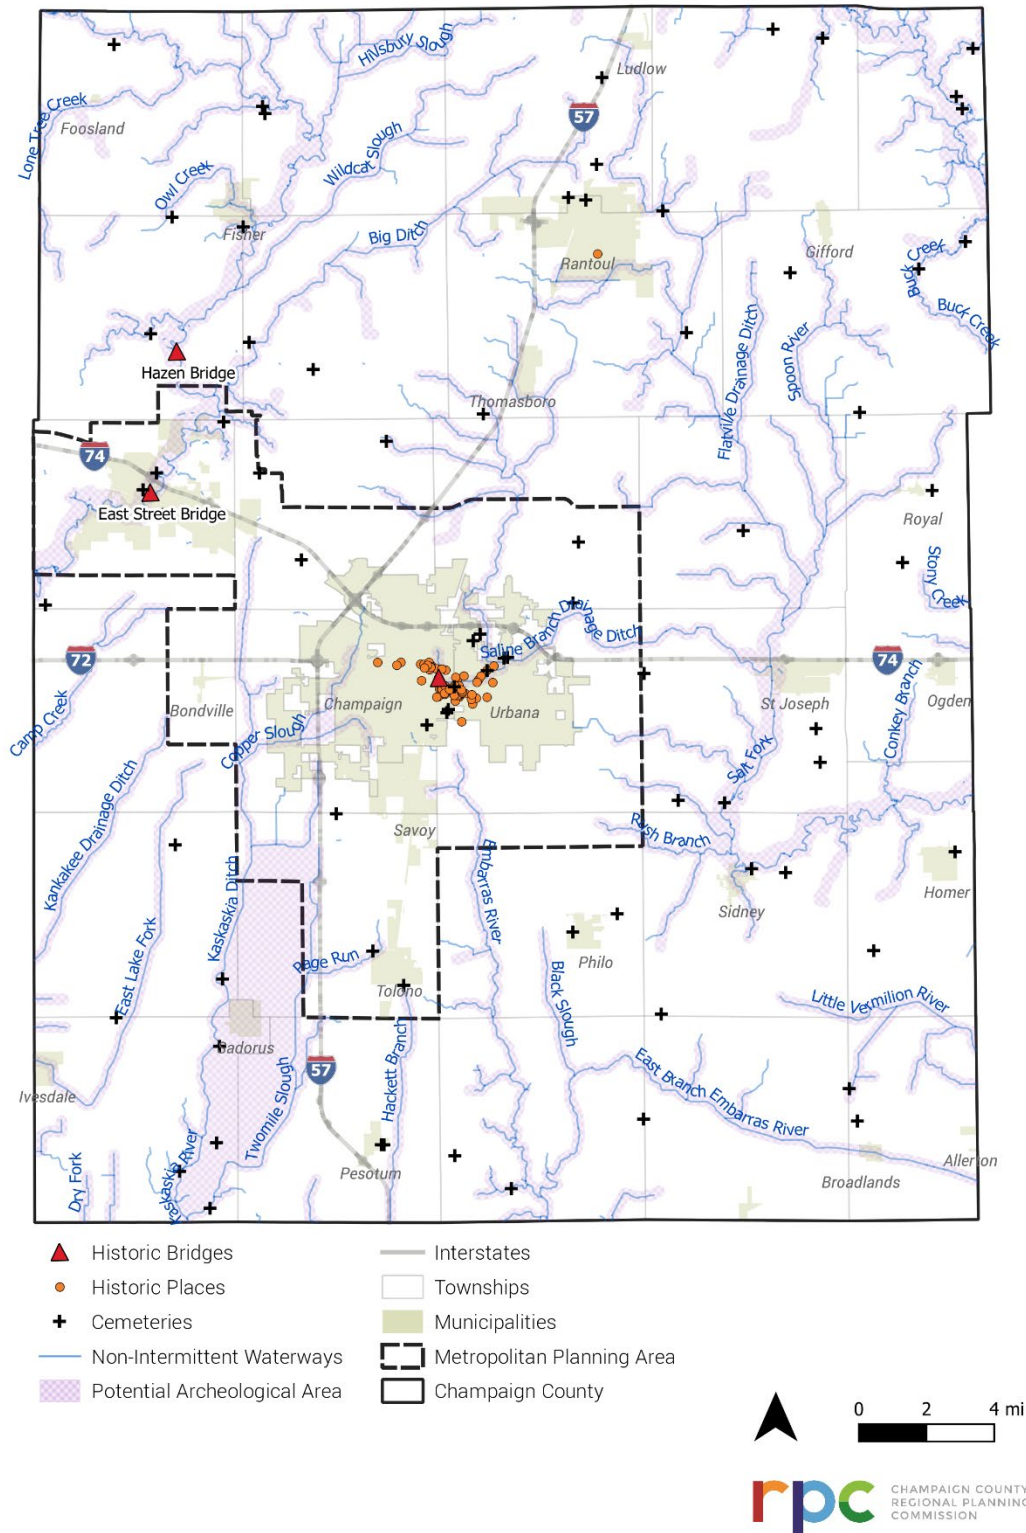 Hillsbury Slough
Ludlow
57
Lone Tree Creek
Foosland
Wildcat Slough
Owl Creek
Fisher
Big Ditch
Rantoul
Gifford
Buck Creek
Buck Creek
Hazen Bridge
Thomasboro
Flatville Drainage Ditch
Spoon River
74
East Street Bridge
Royal
Stony Creek
Saline Branch Drainage Ditch
72
74
Camp Creek
Bondville
Champaign
Urbana
St Joseph
Conkey Branch
Ogden
Copper Slough
Salt Fork
Kankakee Drainage Ditch
Savoy
Rush Branch
Embarras River
Kaskaskia Ditch
Homer
Sidney
East Lake Fork
Page Run
Philo
Black Slough
Tolono
Little Vermilion River
Sadorus
Hackett Branch
57
East Branch Embarras River
Ivesdale
Twomile Slough
Dry Fork
Kaskaskia River
Pesotum
Broadlands
Allerton
Historic Bridges
Interstates
Historic Places
Townships
Cemeteries
Municipalities
Non-Intermittent Waterways
Metropolitan Planning Area
Potential Archeological Area
Champaign County
0 2 4 mi
rpc
CHAMPAIGN COUNTY
REGIONAL PLANNING
COMMISSION